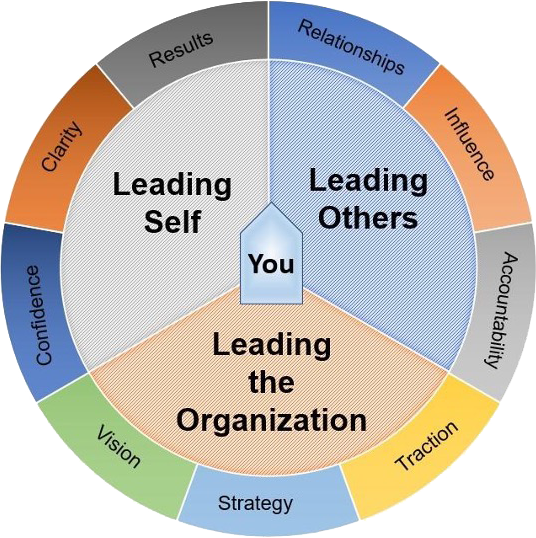 Results
Relationships
Clarity
Influence
Leading
Self
Leading
Others
You
Confidence
Accountability
Leading
the
Organization
Vision
Traction
Strategy